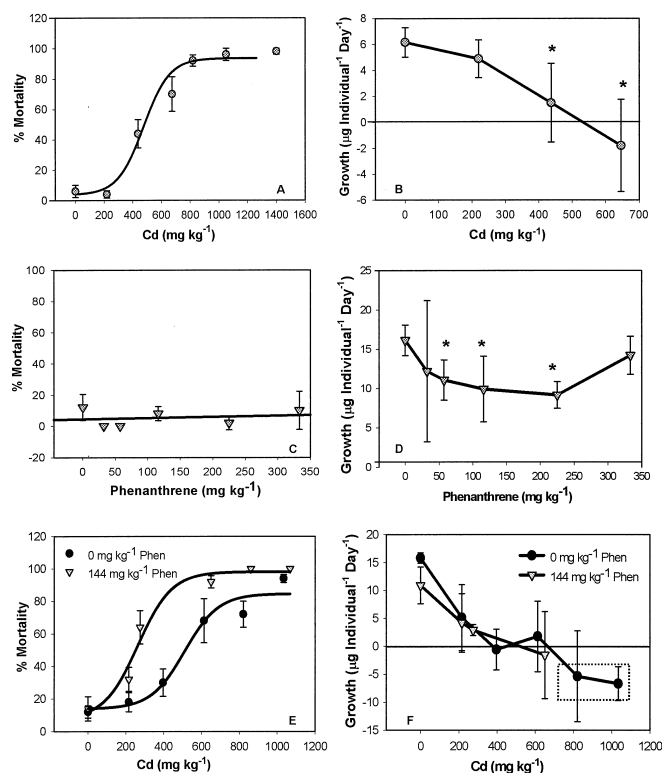 120
100
80
60
40
20
0
% Mortality
A
0 200 400 600 800 1000 1200 1400 1600
Cd (mg kg-1)
8
6
4
2
0
-2
-4
-6
Growth (µg Individual-1 Day-1)
*
*
B
0 100 200 300 400 500 600 700
Cd (mg kg-1)
100
80
60
40
20
0
-20
% Mortality
C
0 50 100 150 200 250 300 350
Phenanthrene (mg kg-1)
25
20
15
10
5
0
Growth (µg Individual-1 Day-1)
* * *
D
0 50 100 150 200 250 300 350
Phenanthrene (mg kg-1)
120
100
80
60
40
20
0
% Mortality
0 mg kg-1 Phen
144 mg kg-1 Phen
E
0 200 400 600 800 1000 1200
Cd (mg kg-1)
20
15
10
5
0
-5
-10
-15
Growth (µg Individual-1 Day-1)
0 mg kg-1 Phen
144 mg kg-1 Phen
F
0 200 400 600 800 1000 1200
Cd (mg kg-1)